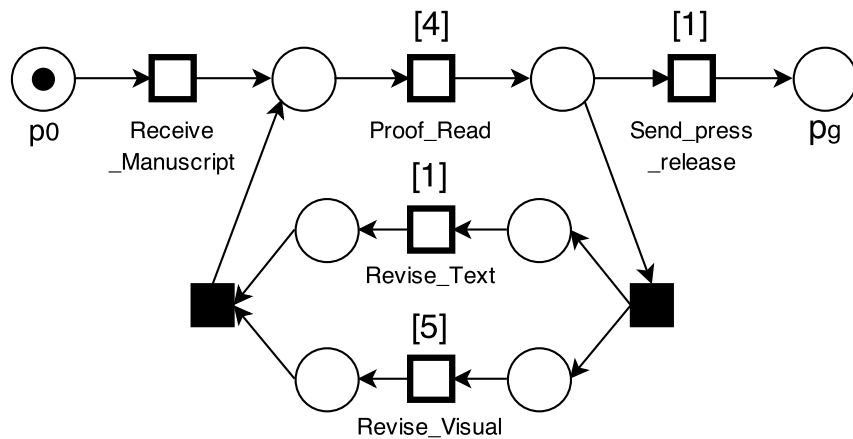 [4]
[1]
p0
Receive
_Manuscript
Proof_Read
Send_press
_release
pg
[1]
Revise_Text
[5]
Revise_Visual